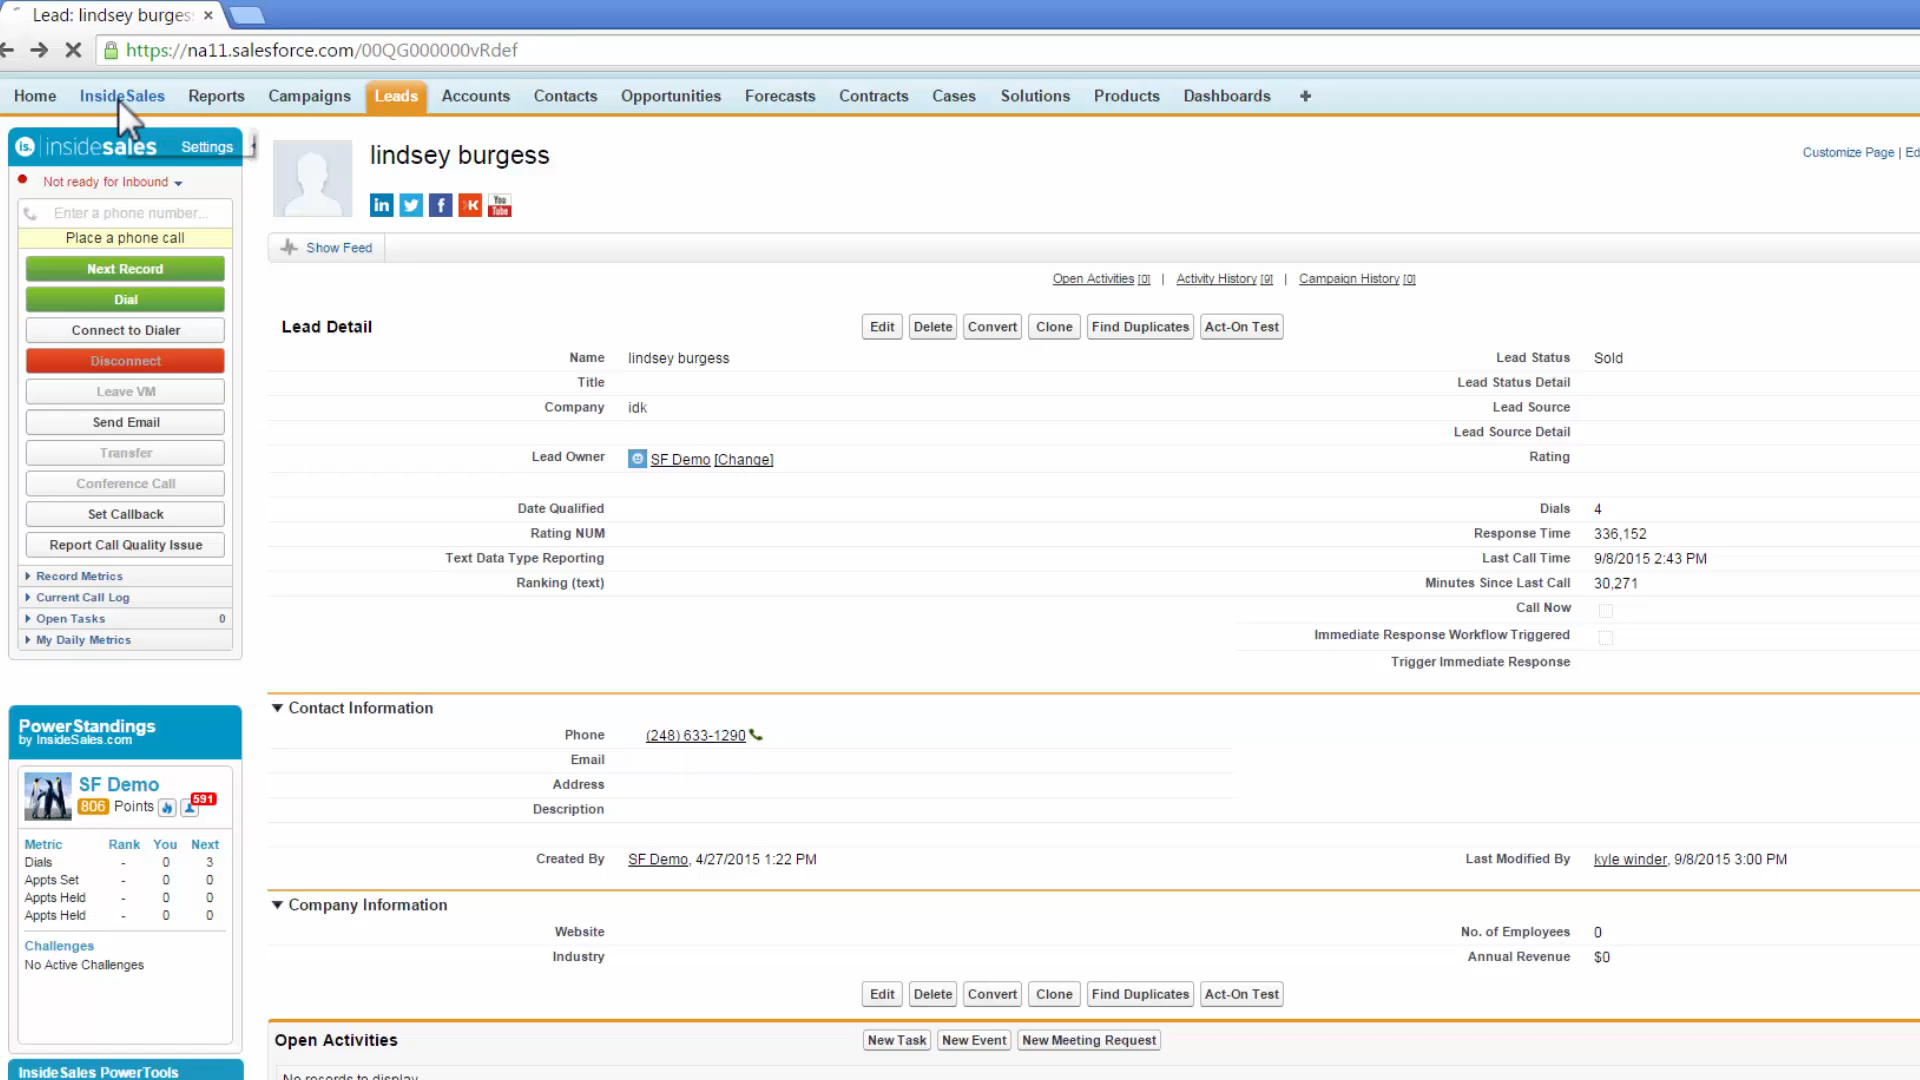 Lead: lindsey burges
https://na11.salesforce.com/00QG000000vRdef
Home InsideSales Reports Campaigns Leads Accounts Contacts Opportunities Forecasts Contracts Cases Solutions Products Dashboards +
is. insidesales Settings
Not ready for Inbound
Enter a phone number...
Place a phone call
Next Record
Dial
Connect to Dialer
Disconnect
Leave VM
Send Email
Transfer
Conference Call
Set Callback
Report Call Quality Issue
Record Metrics
Current Call Log
Open Tasks 0
My Daily Metrics
PowerStandings
by InsideSales.com
SF Demo
806 Points 591
Metric Rank You Next
Dials - 0 3
Appts Set - 0 0
Appts Held - 0 0
Appts Held - 0 0
Challenges
No Active Challenges
InsideSales PowerTools
lindsey burgess
Customize Page | Ed
in f K You Tube
Show Feed
Open Activities [0] | Activity History [9] | Campaign History [0]
Lead Detail Edit Delete Convert Clone Find Duplicates Act-On Test
Name lindsey burgess Lead Status Sold
Title Lead Status Detail
Company idk Lead Source
Lead Source Detail
Lead Owner SF Demo [Change] Rating
Date Qualified Dials 4
Rating NUM Response Time 336,152
Text Data Type Reporting Last Call Time 9/8/2015 2:43 PM
Ranking (text) Minutes Since Last Call 30,271
Call Now
Immediate Response Workflow Triggered
Trigger Immediate Response
Contact Information
Phone (248) 633-1290
Email
Address
Description
Created By SF Demo, 4/27/2015 1:22 PM Last Modified By kyle winder, 9/8/2015 3:00 PM
Company Information
Website No. of Employees 0
Industry Annual Revenue $0
Edit Delete Convert Clone Find Duplicates Act-On Test
Open Activities New Task New Event New Meeting Request
No records to display